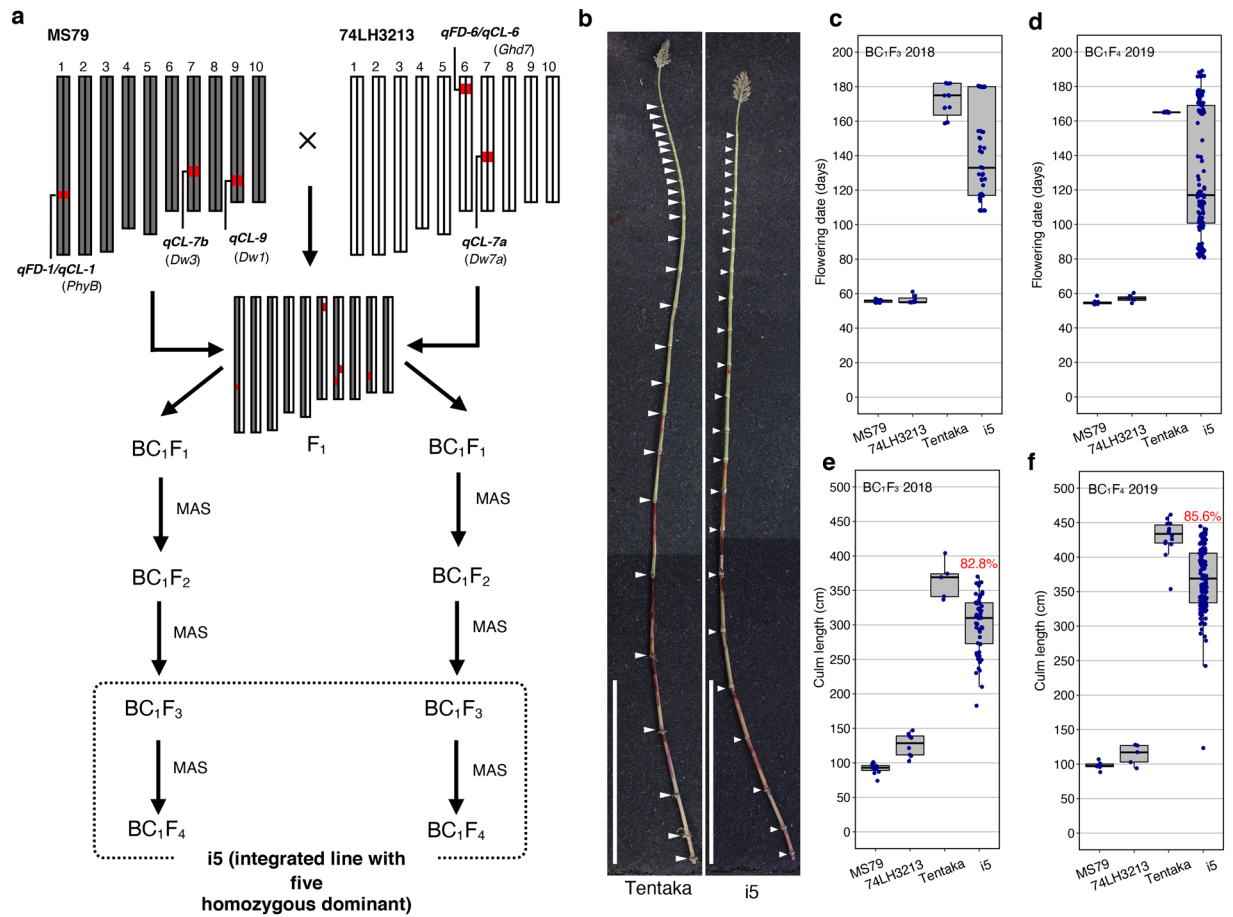 a
MS79
74LH3213
qFD-6/qCL-6
(Ghd7)
1 2 3 4 5 6 7 8 9 10
1 2 3 4 5 6 7 8 9 10
×
qCL-7b
(Dw3)
qCL-9
(Dw1)
qCL-7a
(Dw7a)
qFD-1/qCL-1
(PhyB)
F1
BC1F1
BC1F1
MAS
MAS
BC1F2
BC1F2
MAS
MAS
BC1F3
BC1F3
MAS
MAS
BC1F4
BC1F4
i5 (integrated line with
five
homozygous dominant)
b
Tentaka
i5
c
BC1F3 2018
Flowering date (days)
200
180
160
140
120
100
80
60
40
20
0
MS79
74LH3213
Tentaka
i5
d
BC1F4 2019
Flowering date (days)
200
180
160
140
120
100
80
60
40
20
0
MS79
74LH3213
Tentaka
i5
e
BC1F3 2018
82.8%
Culm length (cm)
500
450
400
350
300
250
200
150
100
50
0
MS79
74LH3213
Tentaka
i5
f
BC1F4 2019
85.6%
Culm length (cm)
500
450
400
350
300
250
200
150
100
50
0
MS79
74LH3213
Tentaka
i5